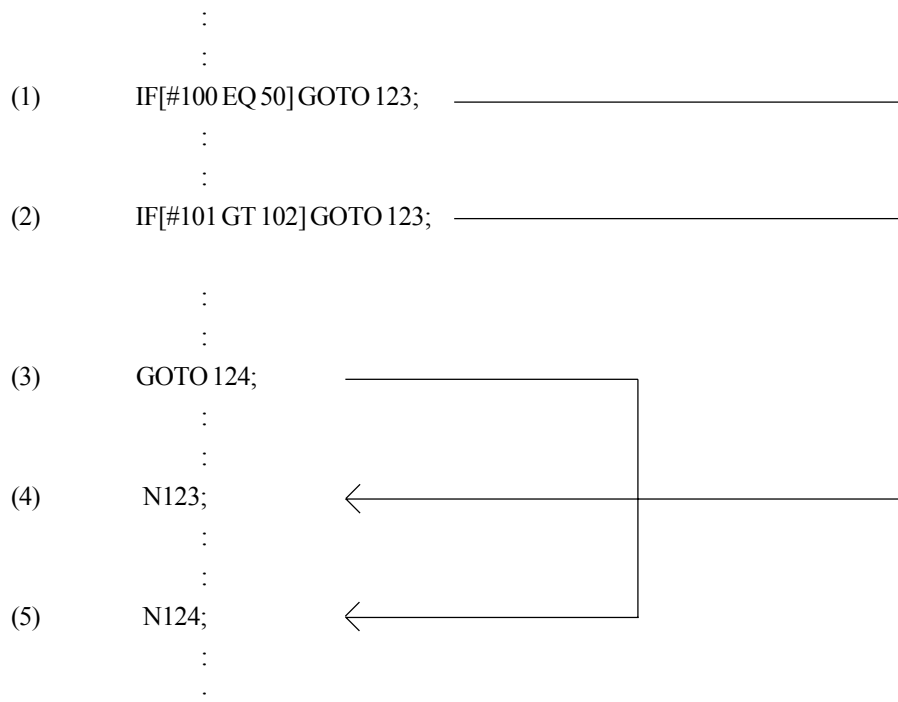 :
:
(1) IF[#100 EQ 50] GOTO 123;
:
:
(2) IF[#101 GT 102] GOTO 123;
:
:
(3) GOTO 124;
:
:
(4) N123;
:
:
(5) N124;
:
.